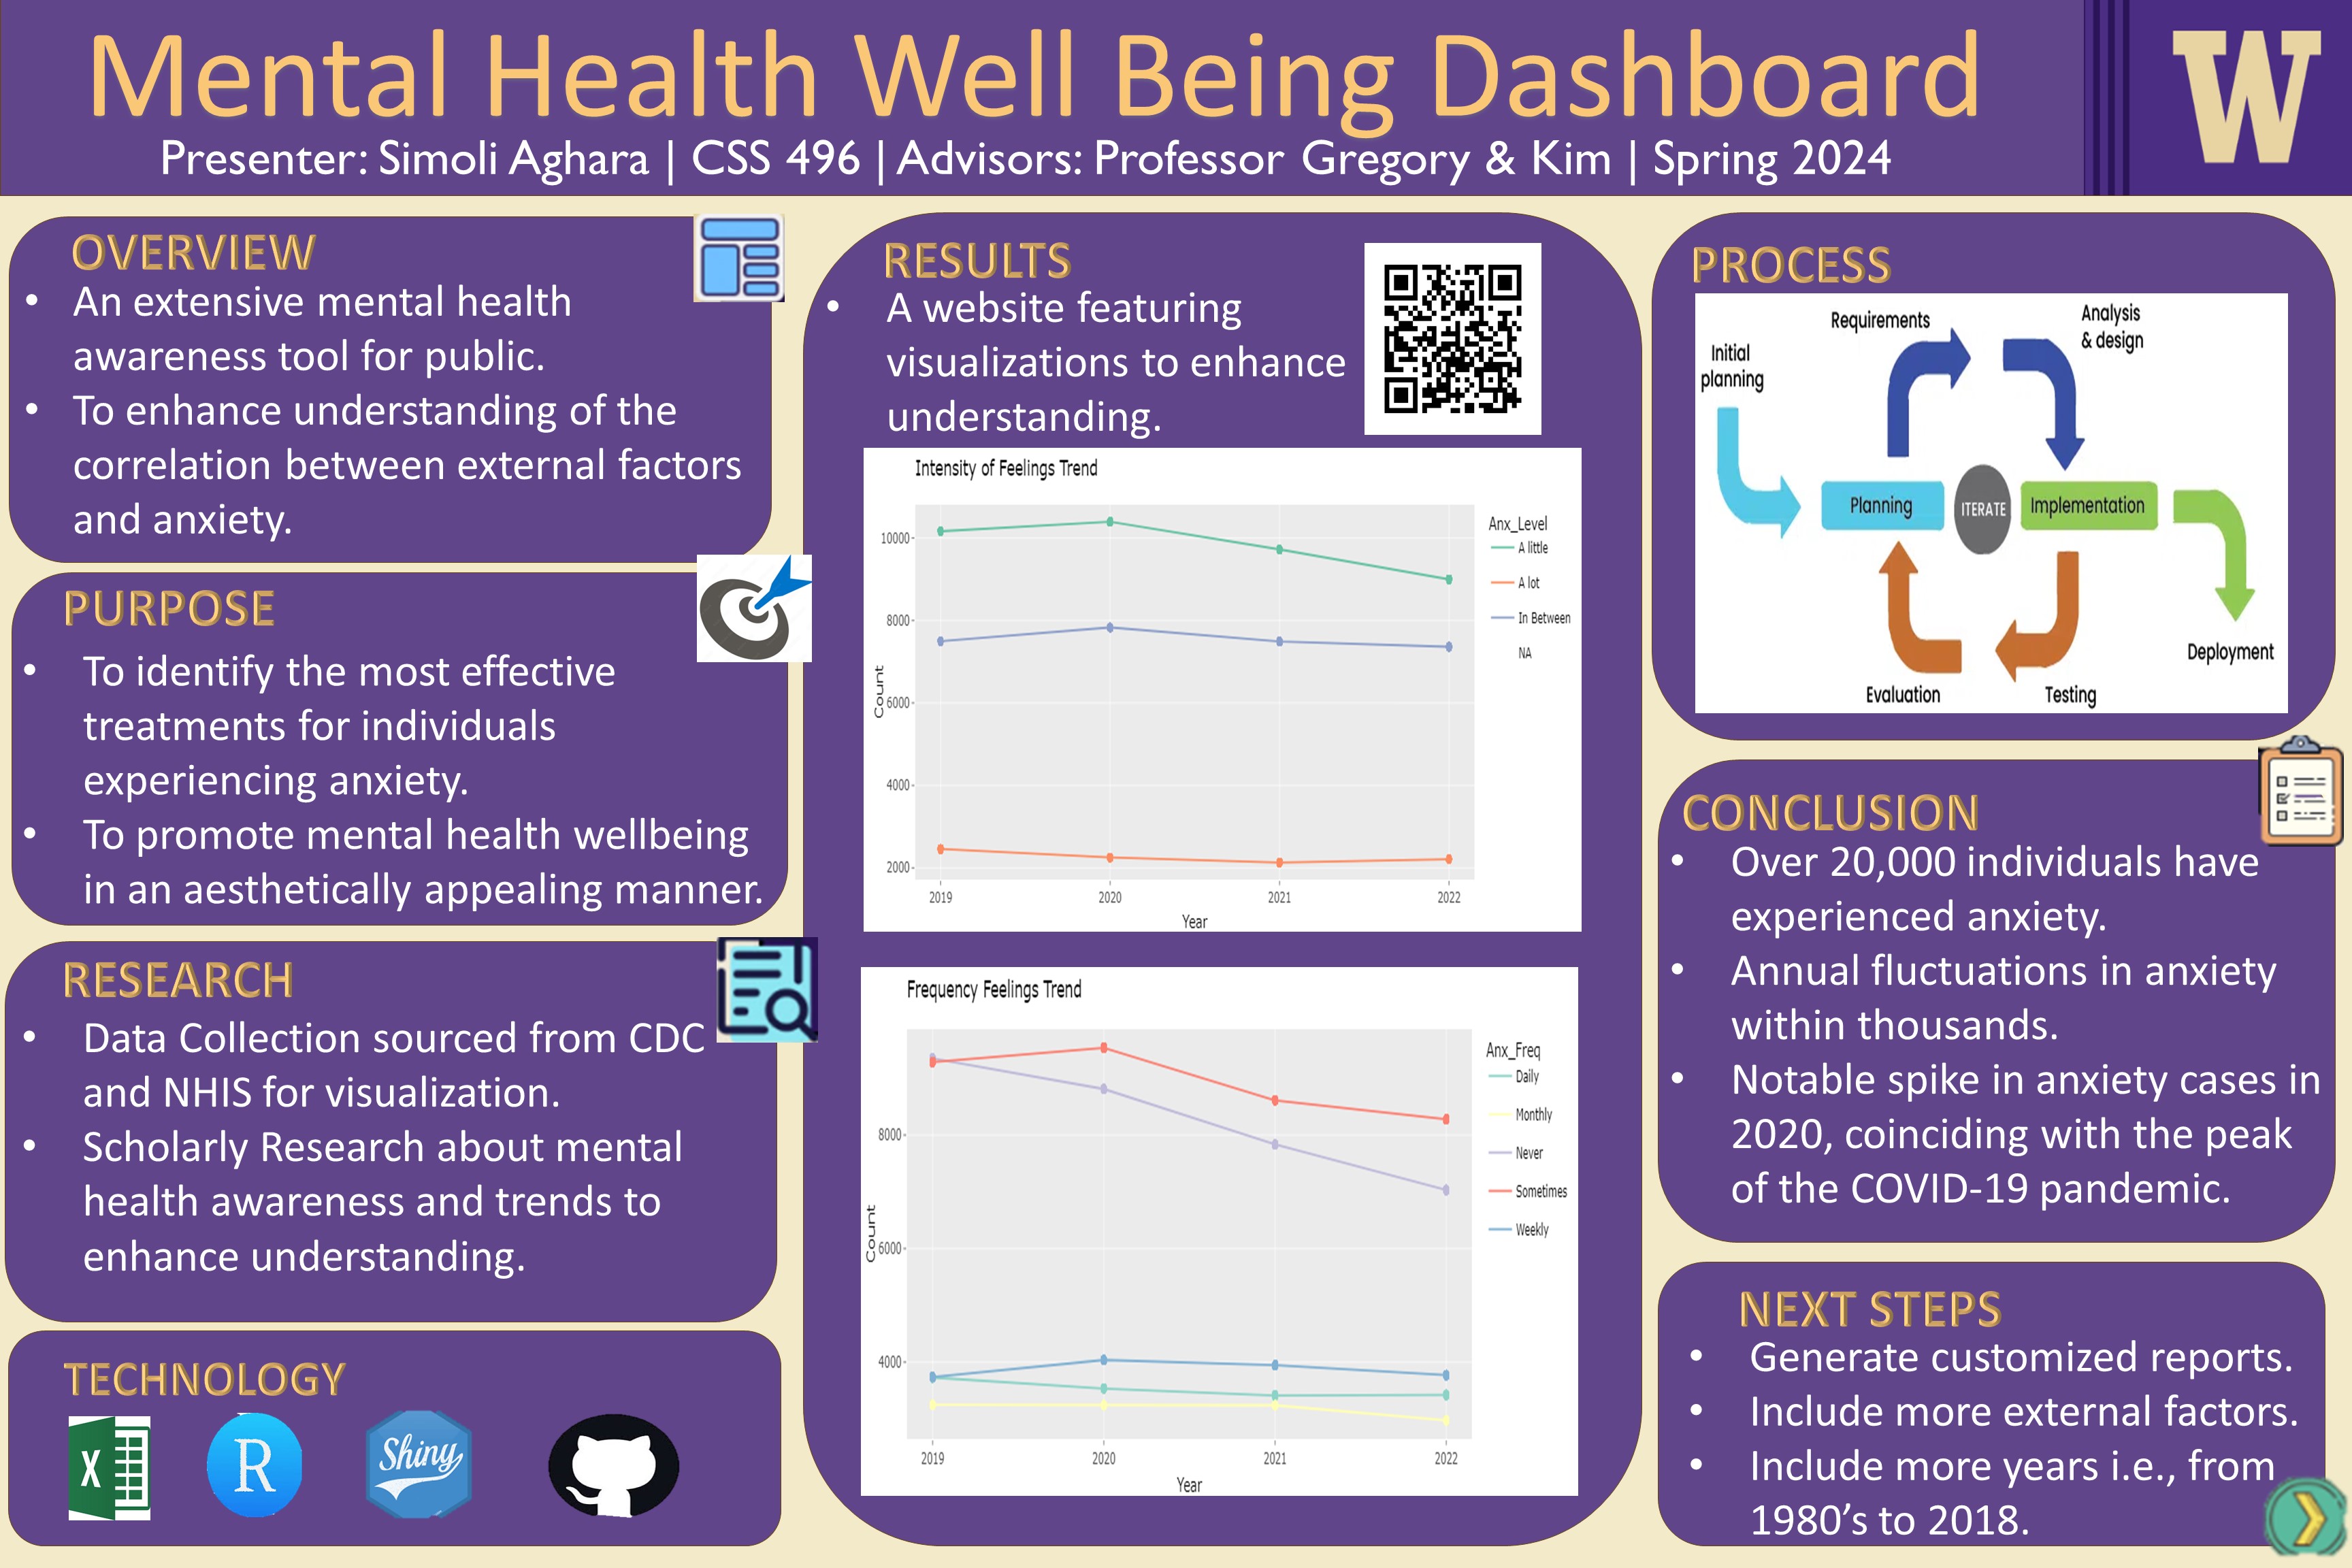 Mental Health Well Being Dashboard
Presenter: Simoli Aghara | CSS 496 | Advisors: Professor Gregory & Kim | Spring 2024
W
OVERVIEW
• An extensive mental health
awareness tool for public.
• To enhance understanding of the
correlation between external factors
and anxiety.
PURPOSE
• To identify the most effective
treatments for individuals
experiencing anxiety.
• To promote mental health wellbeing
in an aesthetically appealing manner.
RESEARCH
• Data Collection sourced from CDC
and NHIS for visualization.
• Scholarly Research about mental
health awareness and trends to
enhance understanding.
TECHNOLOGY
X
R
Shiny
RESULTS
• A website featuring
visualizations to enhance
understanding.
Intensity of Feelings Trend
Anx_Level
A little
A lot
In Between
NA
10000
8000
6000
4000
2000
Count
2019 2020 2021 2022
Year
Frequency Feelings Trend
Anx_Freq
Daily
Monthly
Never
Sometimes
Weekly
8000
6000
4000
Count
2019 2020 2021 2022
Year
PROCESS
Initial
planning
Requirements
Analysis
& design
Planning
ITERATE
Implementation
Deployment
Evaluation
Testing
CONCLUSION
• Over 20,000 individuals have
experienced anxiety.
• Annual fluctuations in anxiety
within thousands.
• Notable spike in anxiety cases in
2020, coinciding with the peak
of the COVID-19 pandemic.
NEXT STEPS
• Generate customized reports.
• Include more external factors.
• Include more years i.e., from
1980’s to 2018.